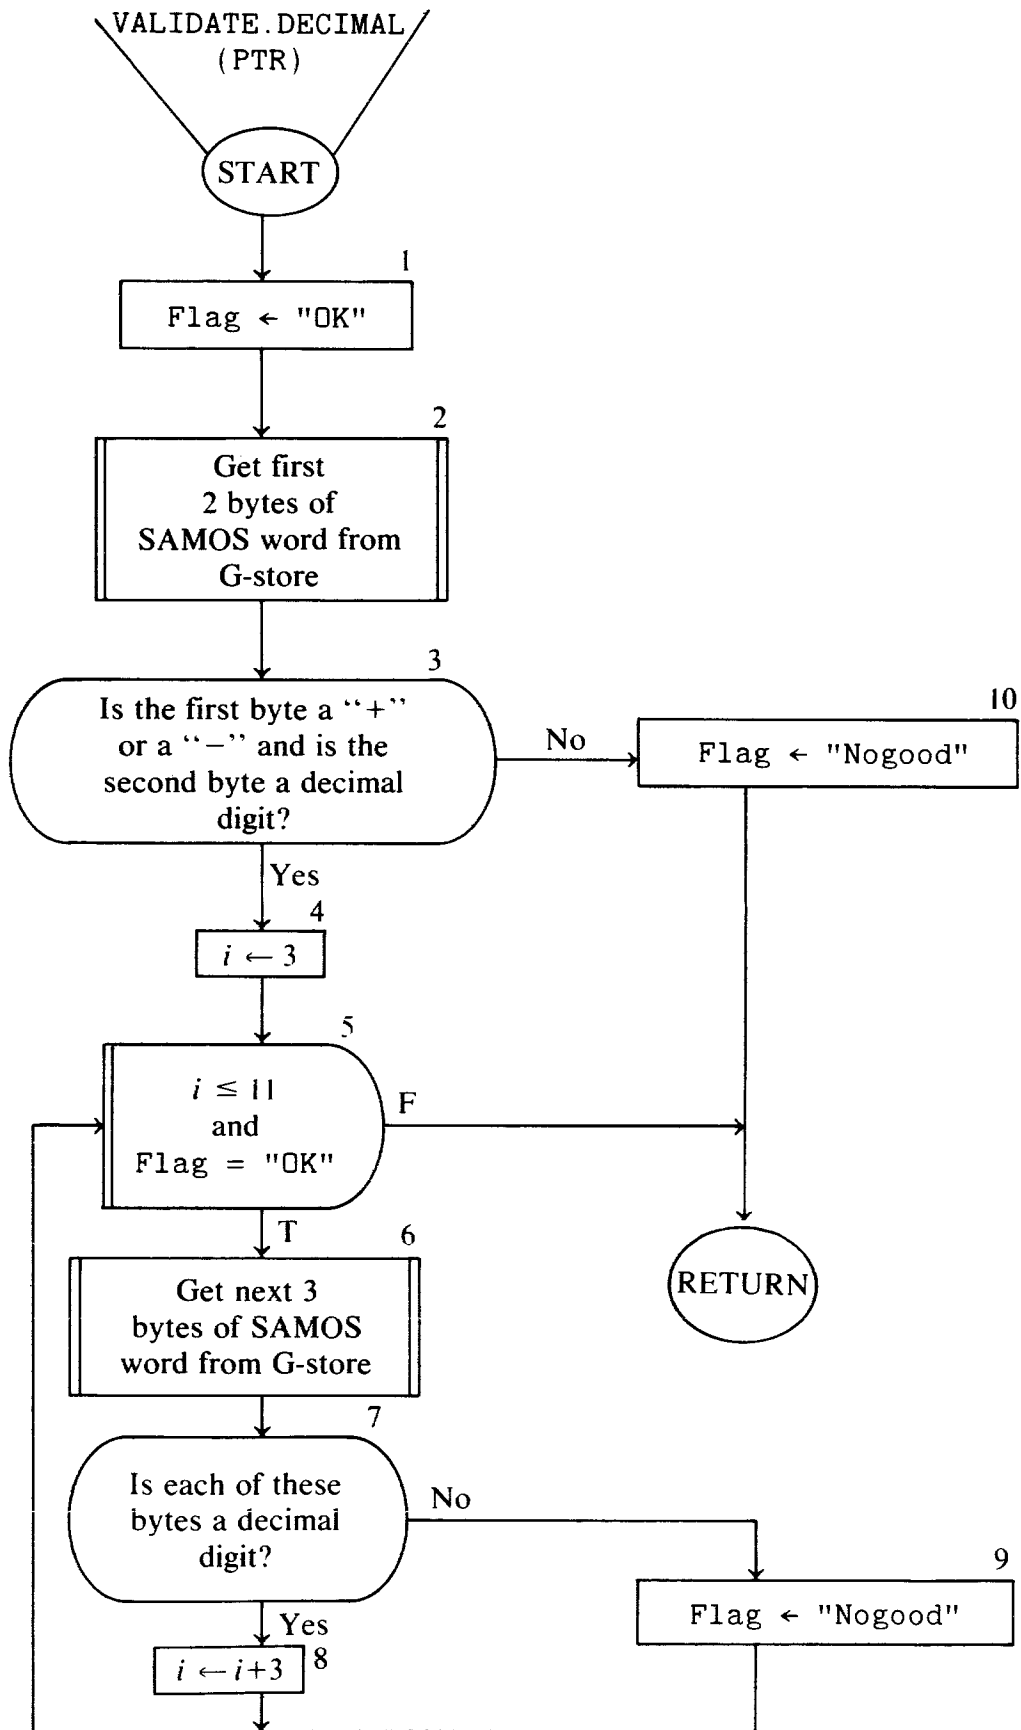 VALIDATE.DECIMAL
(PTR)
START
1
Flag ← "OK"
2
Get first
2 bytes of
SAMOS word from
G-store
3
Is the first byte a “+”
or a “−” and is the
second byte a decimal
digit?
No
10
Flag ← "Nogood"
Yes
4
i ← 3
5
i ≤ 11
and
Flag = "OK"
F
T
RETURN
6
Get next 3
bytes of SAMOS
word from G-store
7
Is each of these
bytes a decimal
digit?
No
9
Flag ← "Nogood"
Yes
8
i ← i+3